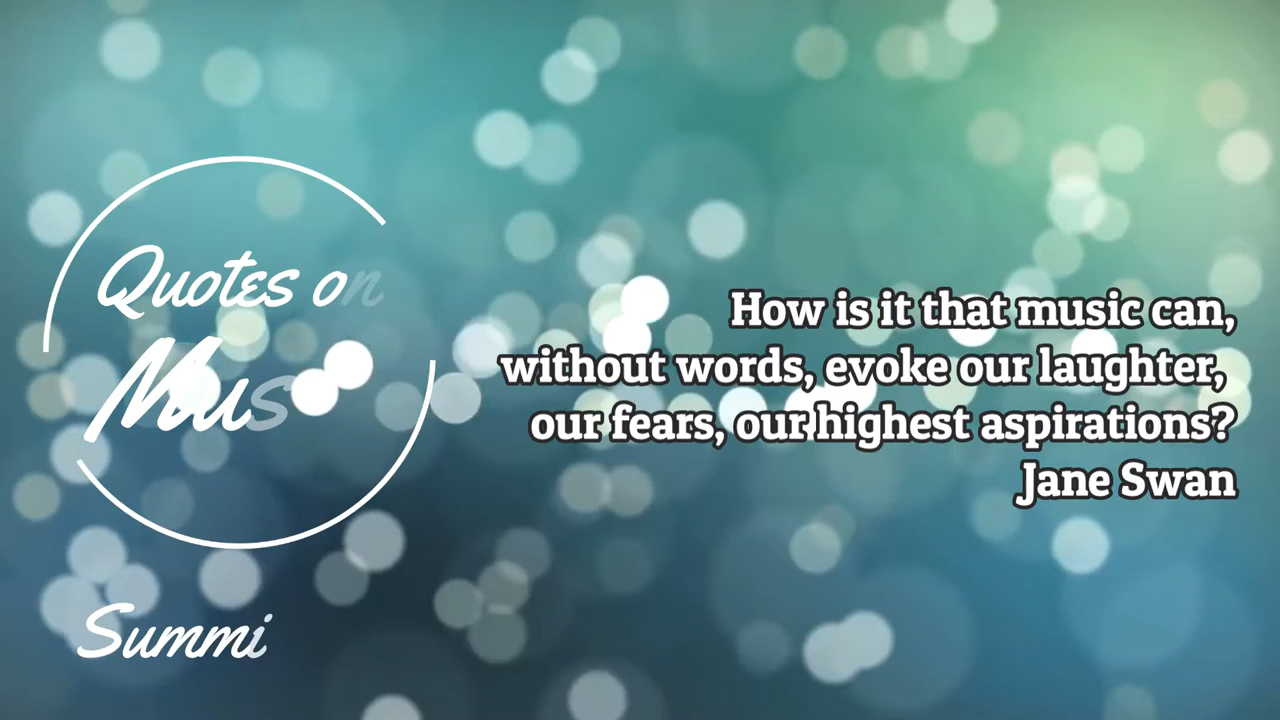 Quotes on
Mus
Summi
How is it that music can,
without words, evoke our laughter,
our fears, our highest aspirations?
Jane Swan